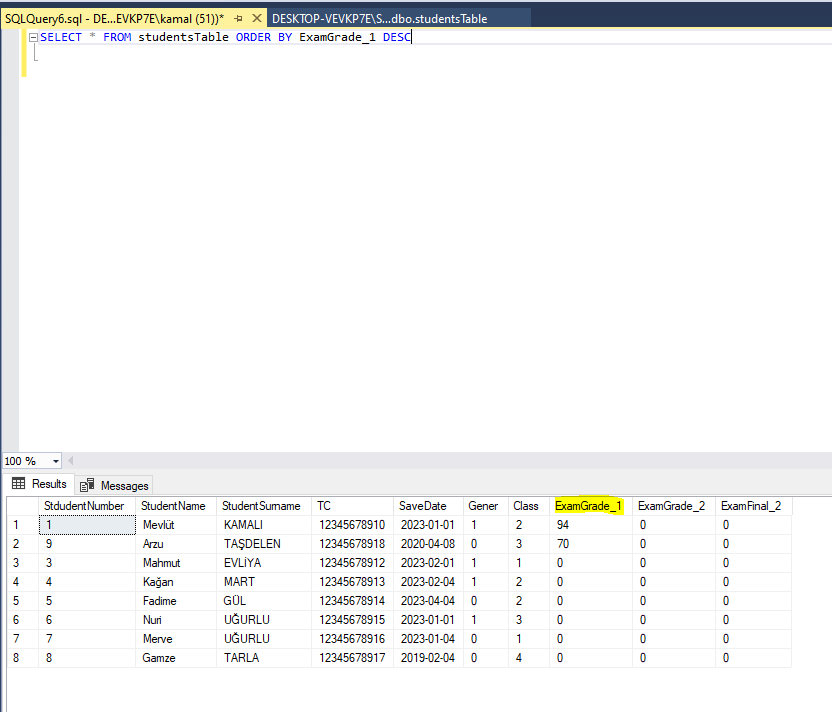 SQLQuery6.sql - DE...EVKP7E\kamal (51))* DESKTOP-VEVKP7E\S...dbo.studentsTable
SELECT * FROM studentsTable ORDER BY ExamGrade_1 DESC
100 %
Results Messages
StdudentNumber StudentName StudentSurname TC SaveDate Gener Class ExamGrade_1 ExamGrade_2 ExamFinal_2
1 1 Mevlüt KAMALI 12345678910 2023-01-01 1 2 94 0 0
2 9 Arzu TAŞDELEN 12345678918 2020-04-08 0 3 70 0 0
3 3 Mahmut EVLİYA 12345678912 2023-02-01 1 1 0 0 0
4 4 Kağan MART 12345678913 2023-02-04 1 2 0 0 0
5 5 Fadime GÜL 12345678914 2023-04-04 0 2 0 0 0
6 6 Nuri UĞURLU 12345678915 2023-01-01 1 3 0 0 0
7 7 Merve UĞURLU 12345678916 2023-01-04 0 1 0 0 0
8 8 Gamze TARLA 12345678917 2019-02-04 0 4 0 0 0